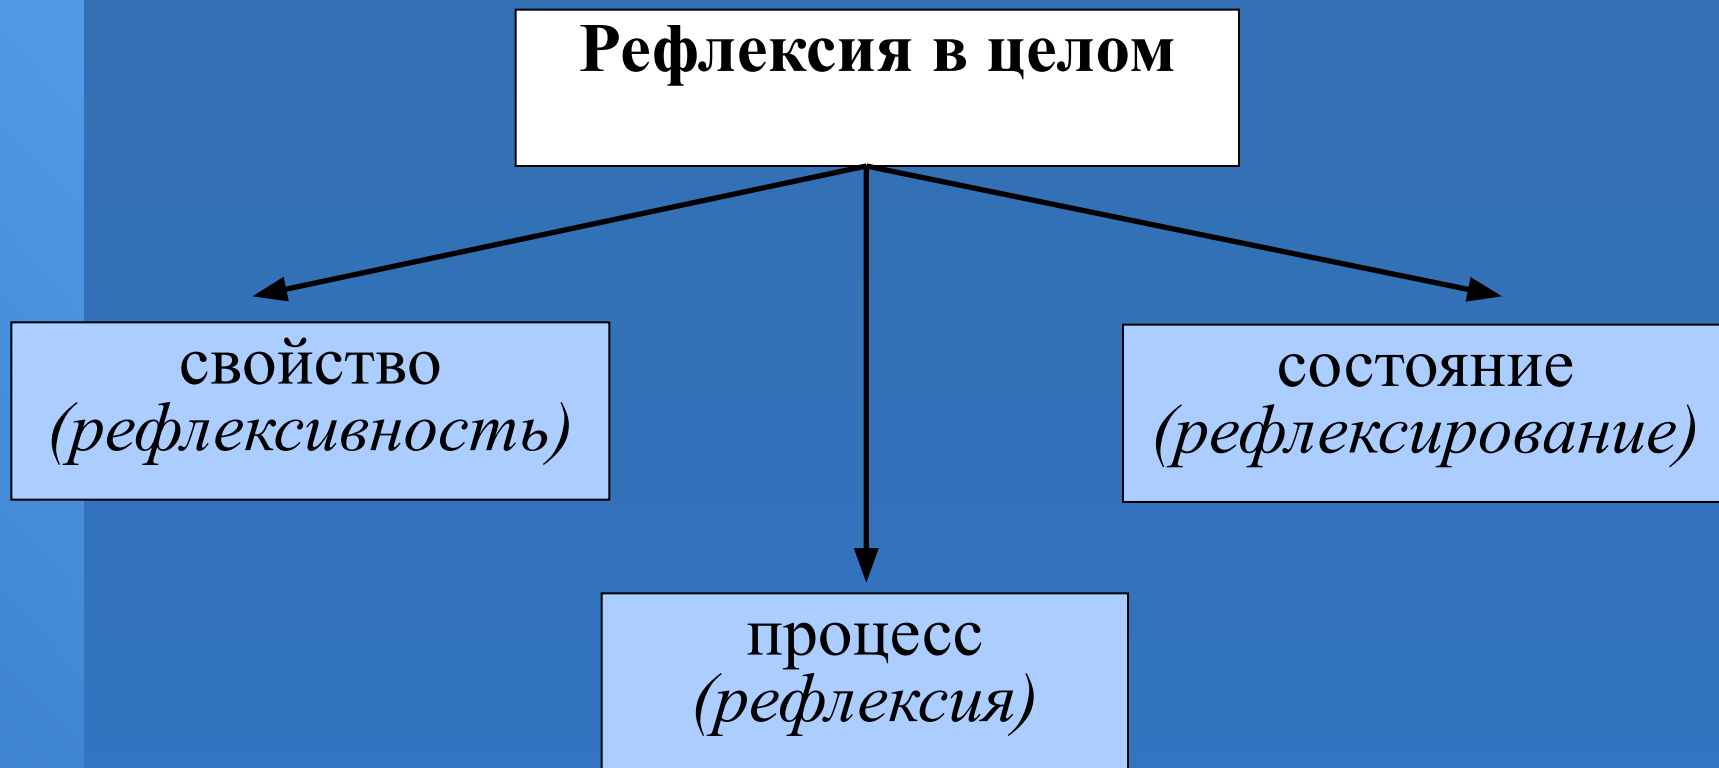 Рефлексия в целом
свойство
(рефлексивность)
состояние
(рефлексирование)
процесс
(рефлексия)